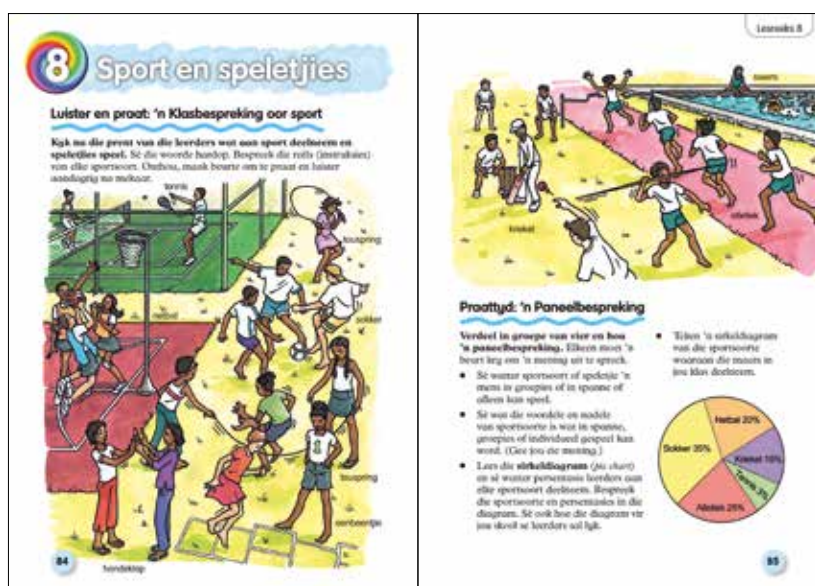 8
Sport en speletjies
Luister en praat: 'n Klasbespreking oor sport
Kyk na die prent van die leerders wat aan sport deelneem en
speletjies speel. Sê die woorde hardop. Bespreek die reëls (instruksies)
van elke sportsoort. Onthou, maak beurte om te praat en luister
aandagtig na mekaar.
tennis
touspring
netbal
sokker
touspring
eenbeentjie
handeklap
84
Leseenheid 8
swem
krieket
atletiek
Praattyd: 'n Paneelbespreking
Verdeel in groepe van vier en hou
'n paneelbespreking. Elkeen moet 'n
beurt kry om 'n mening uit te spreek.
• Sê watter sportsoort of speletjie 'n
mens in groepies of in spanne of
alleen kan speel.
• Sê wat die voordele en nadele
van sportsoorte is wat in spanne,
groepies of individueel gespeel kan
word. (Gee jou eie mening.)
• Lees die sirkeldiagram (pie chart)
en sê watter persentasie leerders aan
elke sportsoort deelneem. Bespreek
die sportsoorte en persentasies in die
diagram. Sê ook hoe die diagram vir
jou skool se leerders sal lyk.
• Teken 'n sirkeldiagram
van die sportsoorte
waaraan die maats in
jou klas deelneem.
Netbal 20%
Sokker 35%
Krieket
Tennis
Atletiek 25%
85